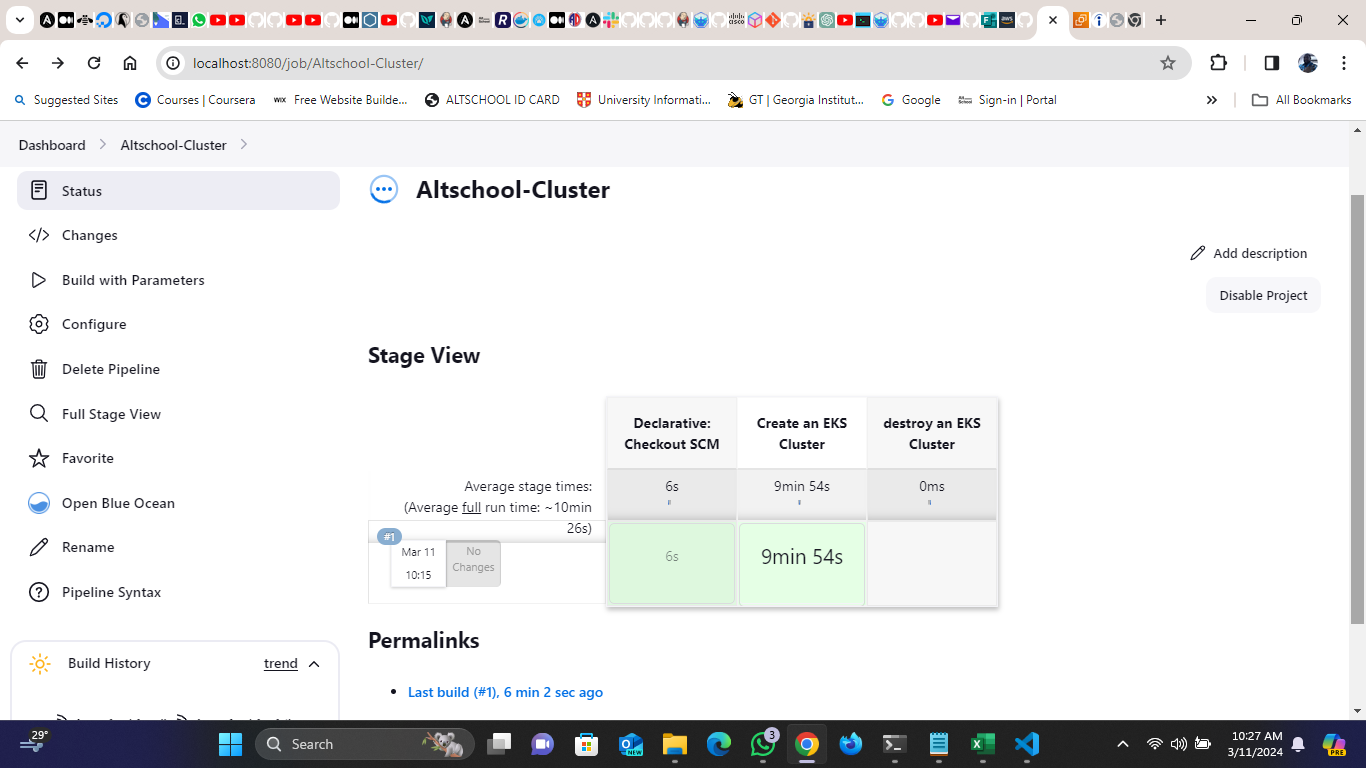 localhost:8080/job/Altschool-Cluster/
Suggested Sites
Courses | Coursera
WIX
Free Website Builde...
ALTSCHOOL ID CARD
University Informati...
GT | Georgia Institut...
Google
Sign-in | Portal
»
All Bookmarks
Dashboard
Altschool-Cluster
Status
Changes
Build with Parameters
Configure
Delete Pipeline
Full Stage View
Favorite
Open Blue Ocean
Rename
Pipeline Syntax
Build History
trend
Altschool-Cluster
Add description
Disable Project
Stage View
Declarative:
Checkout SCM
Create an EKS
Cluster
destroy an EKS
Cluster
Average stage times:
(Average full run time: ~10min
26s)
6s
9min 54s
0ms
#1
Mar 11
10:15
No
Changes
6s
9min 54s
Permalinks
Last build (#1), 6 min 2 sec ago
29°
Search
NEW
3
10:27 AM
3/11/2024
PRE